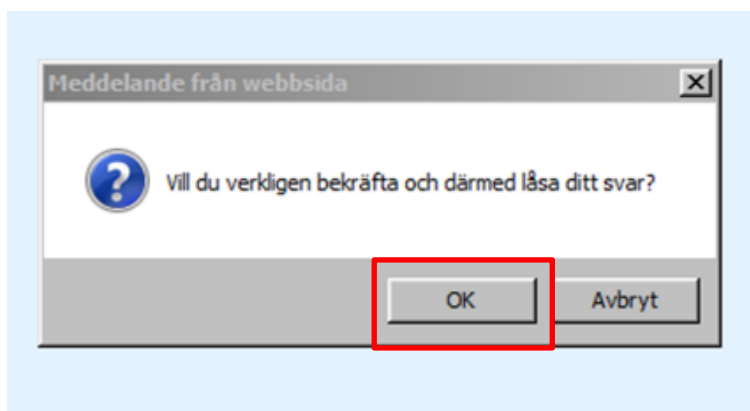 Meddelande från webbsida
Vill du verkligen bekräfta och därmed låsa ditt svar?
OK
Avbryt